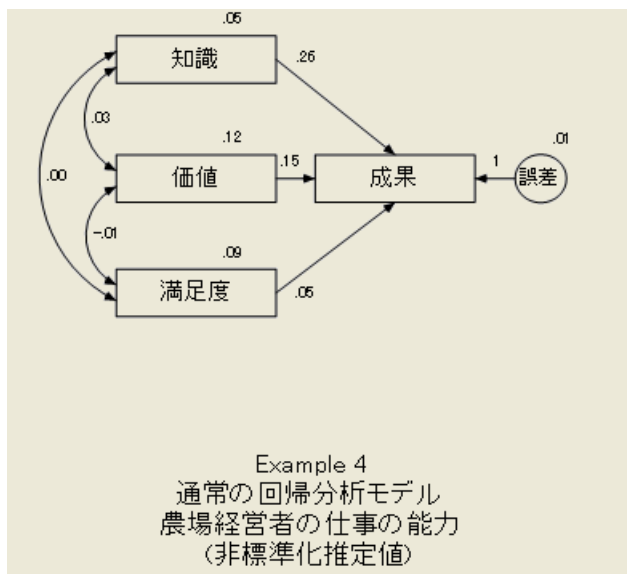 .05
知識
.26
.03
.12
.00
価値
.15
成果
1
.01
誤差
-.01
.09
満足度
.05
Example 4
通常の回帰分析モデル
農場経営者の仕事の能力
(非標準化推定値)